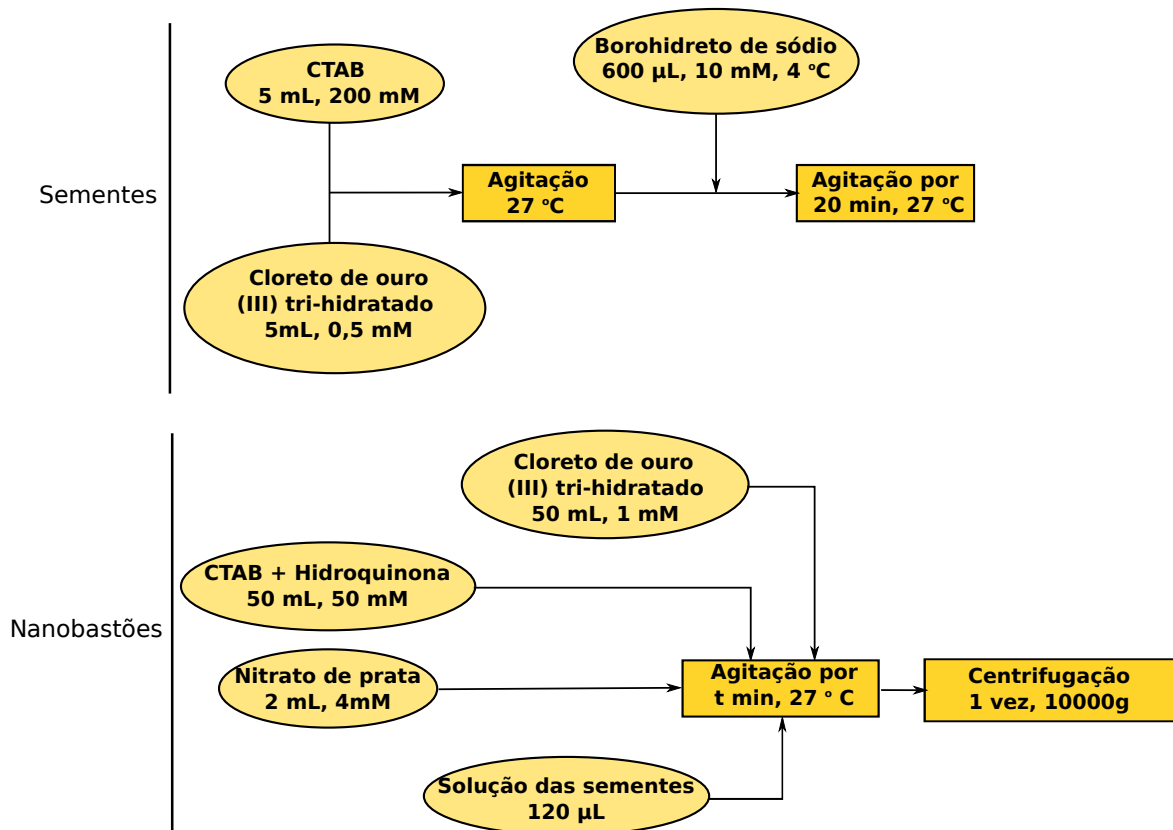 Borohidreto de sódio
600 µL, 10 mM, 4 ºC
CTAB
5 mL, 200 mM
Sementes
Agitação
27 ºC
Agitação por
20 min, 27 ºC
Cloreto de ouro
(III) tri-hidratado
5mL, 0,5 mM
Cloreto de ouro
(III) tri-hidratado
50 mL, 1 mM
CTAB + Hidroquinona
50 mL, 50 mM
Nanobastões
Nitrato de prata
2 mL, 4mM
Agitação por
t min, 27 º C
Centrifugação
1 vez, 10000g
Solução das sementes
120 µL